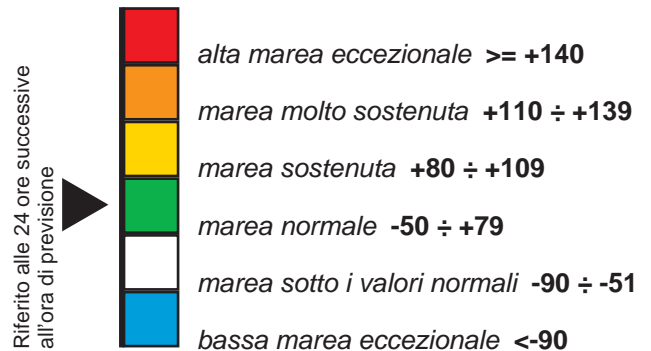 Riferito alle 24 ore successive
all'ora di previsione
alta marea eccezionale >= +140
marea molto sostenuta +110 ÷ +139
marea sostenuta +80 ÷ +109
marea normale -50 ÷ +79
marea sotto i valori normali -90 ÷ -51
bassa marea eccezionale <-90